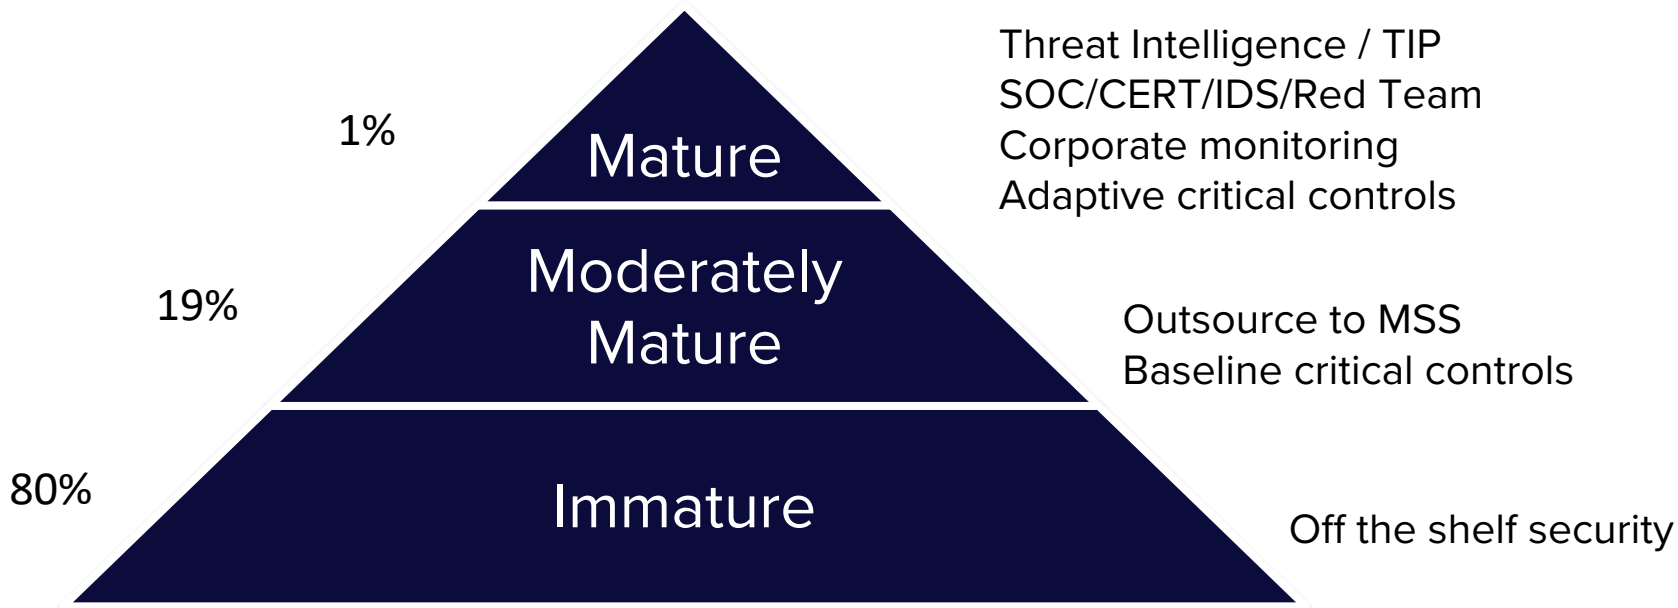 1%
Mature
Threat Intelligence / TIP
SOC/CERT/IDS/Red Team
Corporate monitoring
Adaptive critical controls
19%
Moderately
Mature
Outsource to MSS
Baseline critical controls
80%
Immature
Off the shelf security